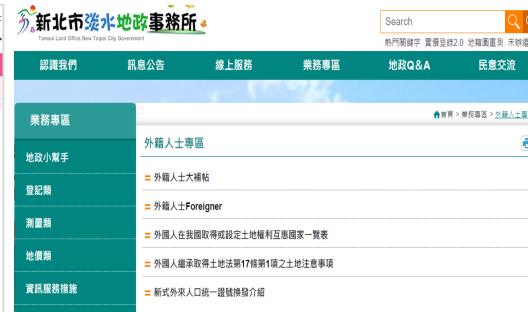 新北市淡水地政事務所
Tamsui Land Office, New Taipei City Government
Search
熱門關鍵字 實價登錄2.0 地籍圖重測 未辦繼
認識我們 訊息公告 線上服務 業務專區 地政Q&A 民意交流
首頁 > 業務專區 > 外籍人士專
業務專區
外籍人士專區
地政小幫手
外籍人士大補帖
登記類
外籍人士Foreigner
測量類
外國人在我國取得或設定土地權利互惠國家一覽表
地價類
外國人繼承取得土地法第17條第1項之土地注意事項
資訊服務措施
新式外來人口統一證號換發介紹